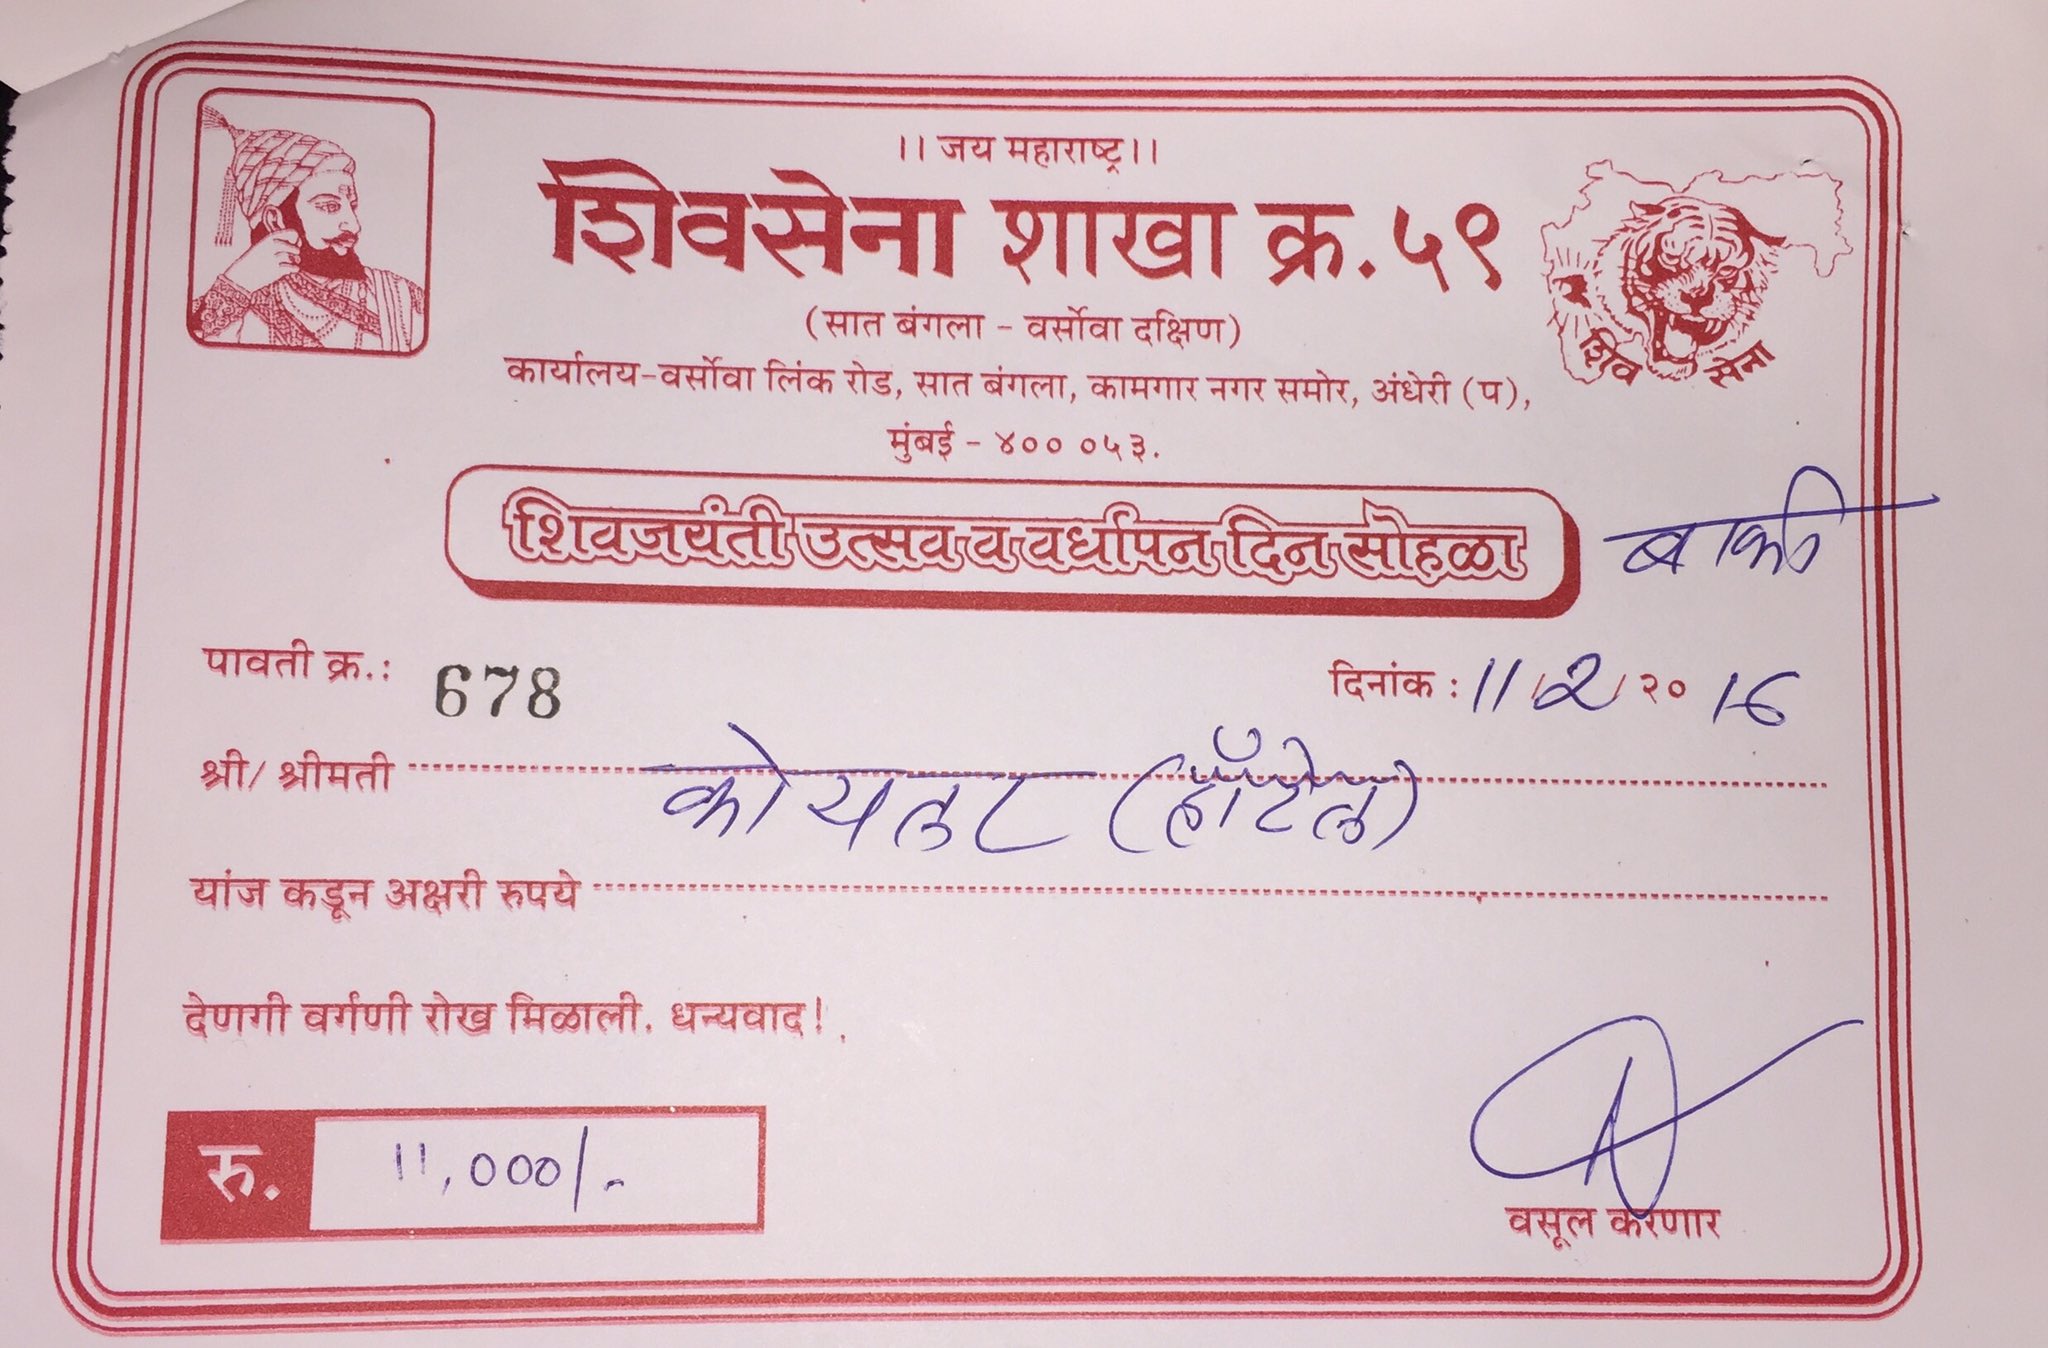 ।। जय महाराष्ट्र।।
शिवसेना शाखा क्र. ५९
शिव सेना
(सात बंगला - वर्सोवा दक्षिण)
कार्यालय-वर्सोवा लिंक रोड, सात बंगला, कामगार नगर समोर, अंधेरी (प),
मुंबई - ४०० ०५३.
शिवजयंती उत्सव व वर्धापन दिन सोहळा
बाकी
पावती क्र.: 678
दिनांक : 11/2/२०16
श्री/ श्रीमती कोयला (हॉटेल)
यांज कडून अक्षरी रुपये
देणगी वर्गणी रोख मिळाली. धन्यवाद!
रु. 11,000/-
वसूल करणार